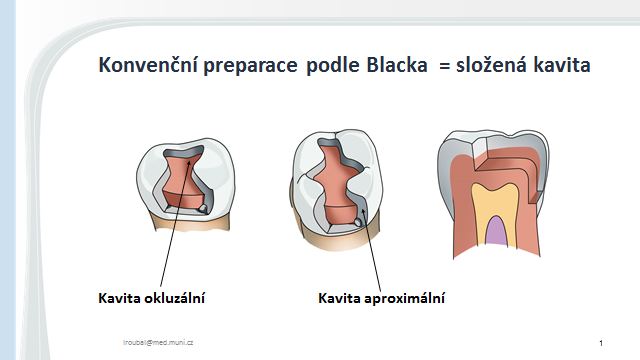 Konvenční preparace podle Blacka = složená kavita
Kavita okluzální
Kavita aproximální
lroubal@med.muni.cz
1